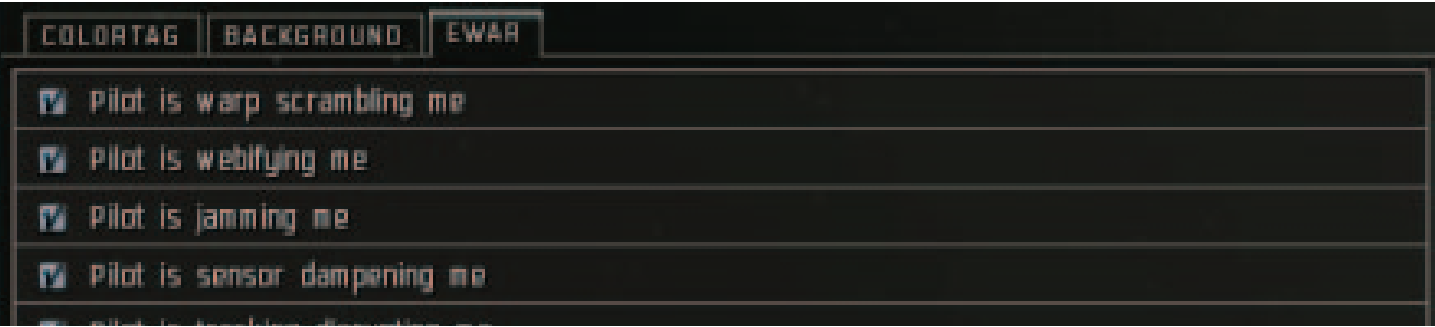 COLORTAG BACKGROUND EWAR
Pilot is warp scrambling me
Pilot is webifying me
Pilot is jamming me
Pilot is sensor dampening me